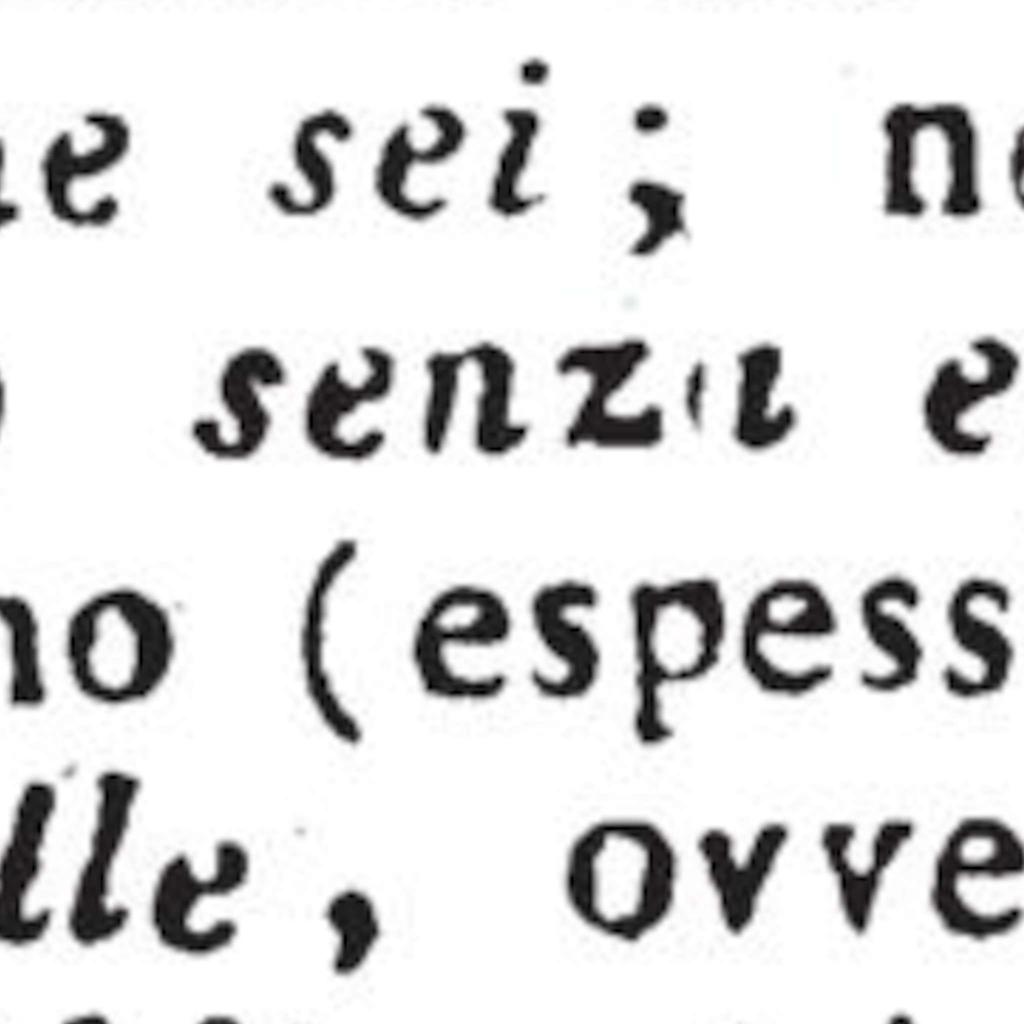 e sei; n
senza e
no (espess
lle, ovve